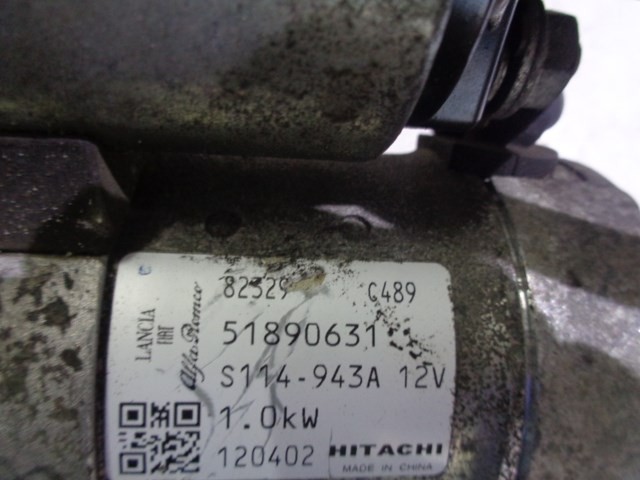 82529 C489
LANCIA
FIAT
Alfa Romeo
51890631
S114-943A 12V
1.0kW
120402 HITACHI
MADE IN CHINA